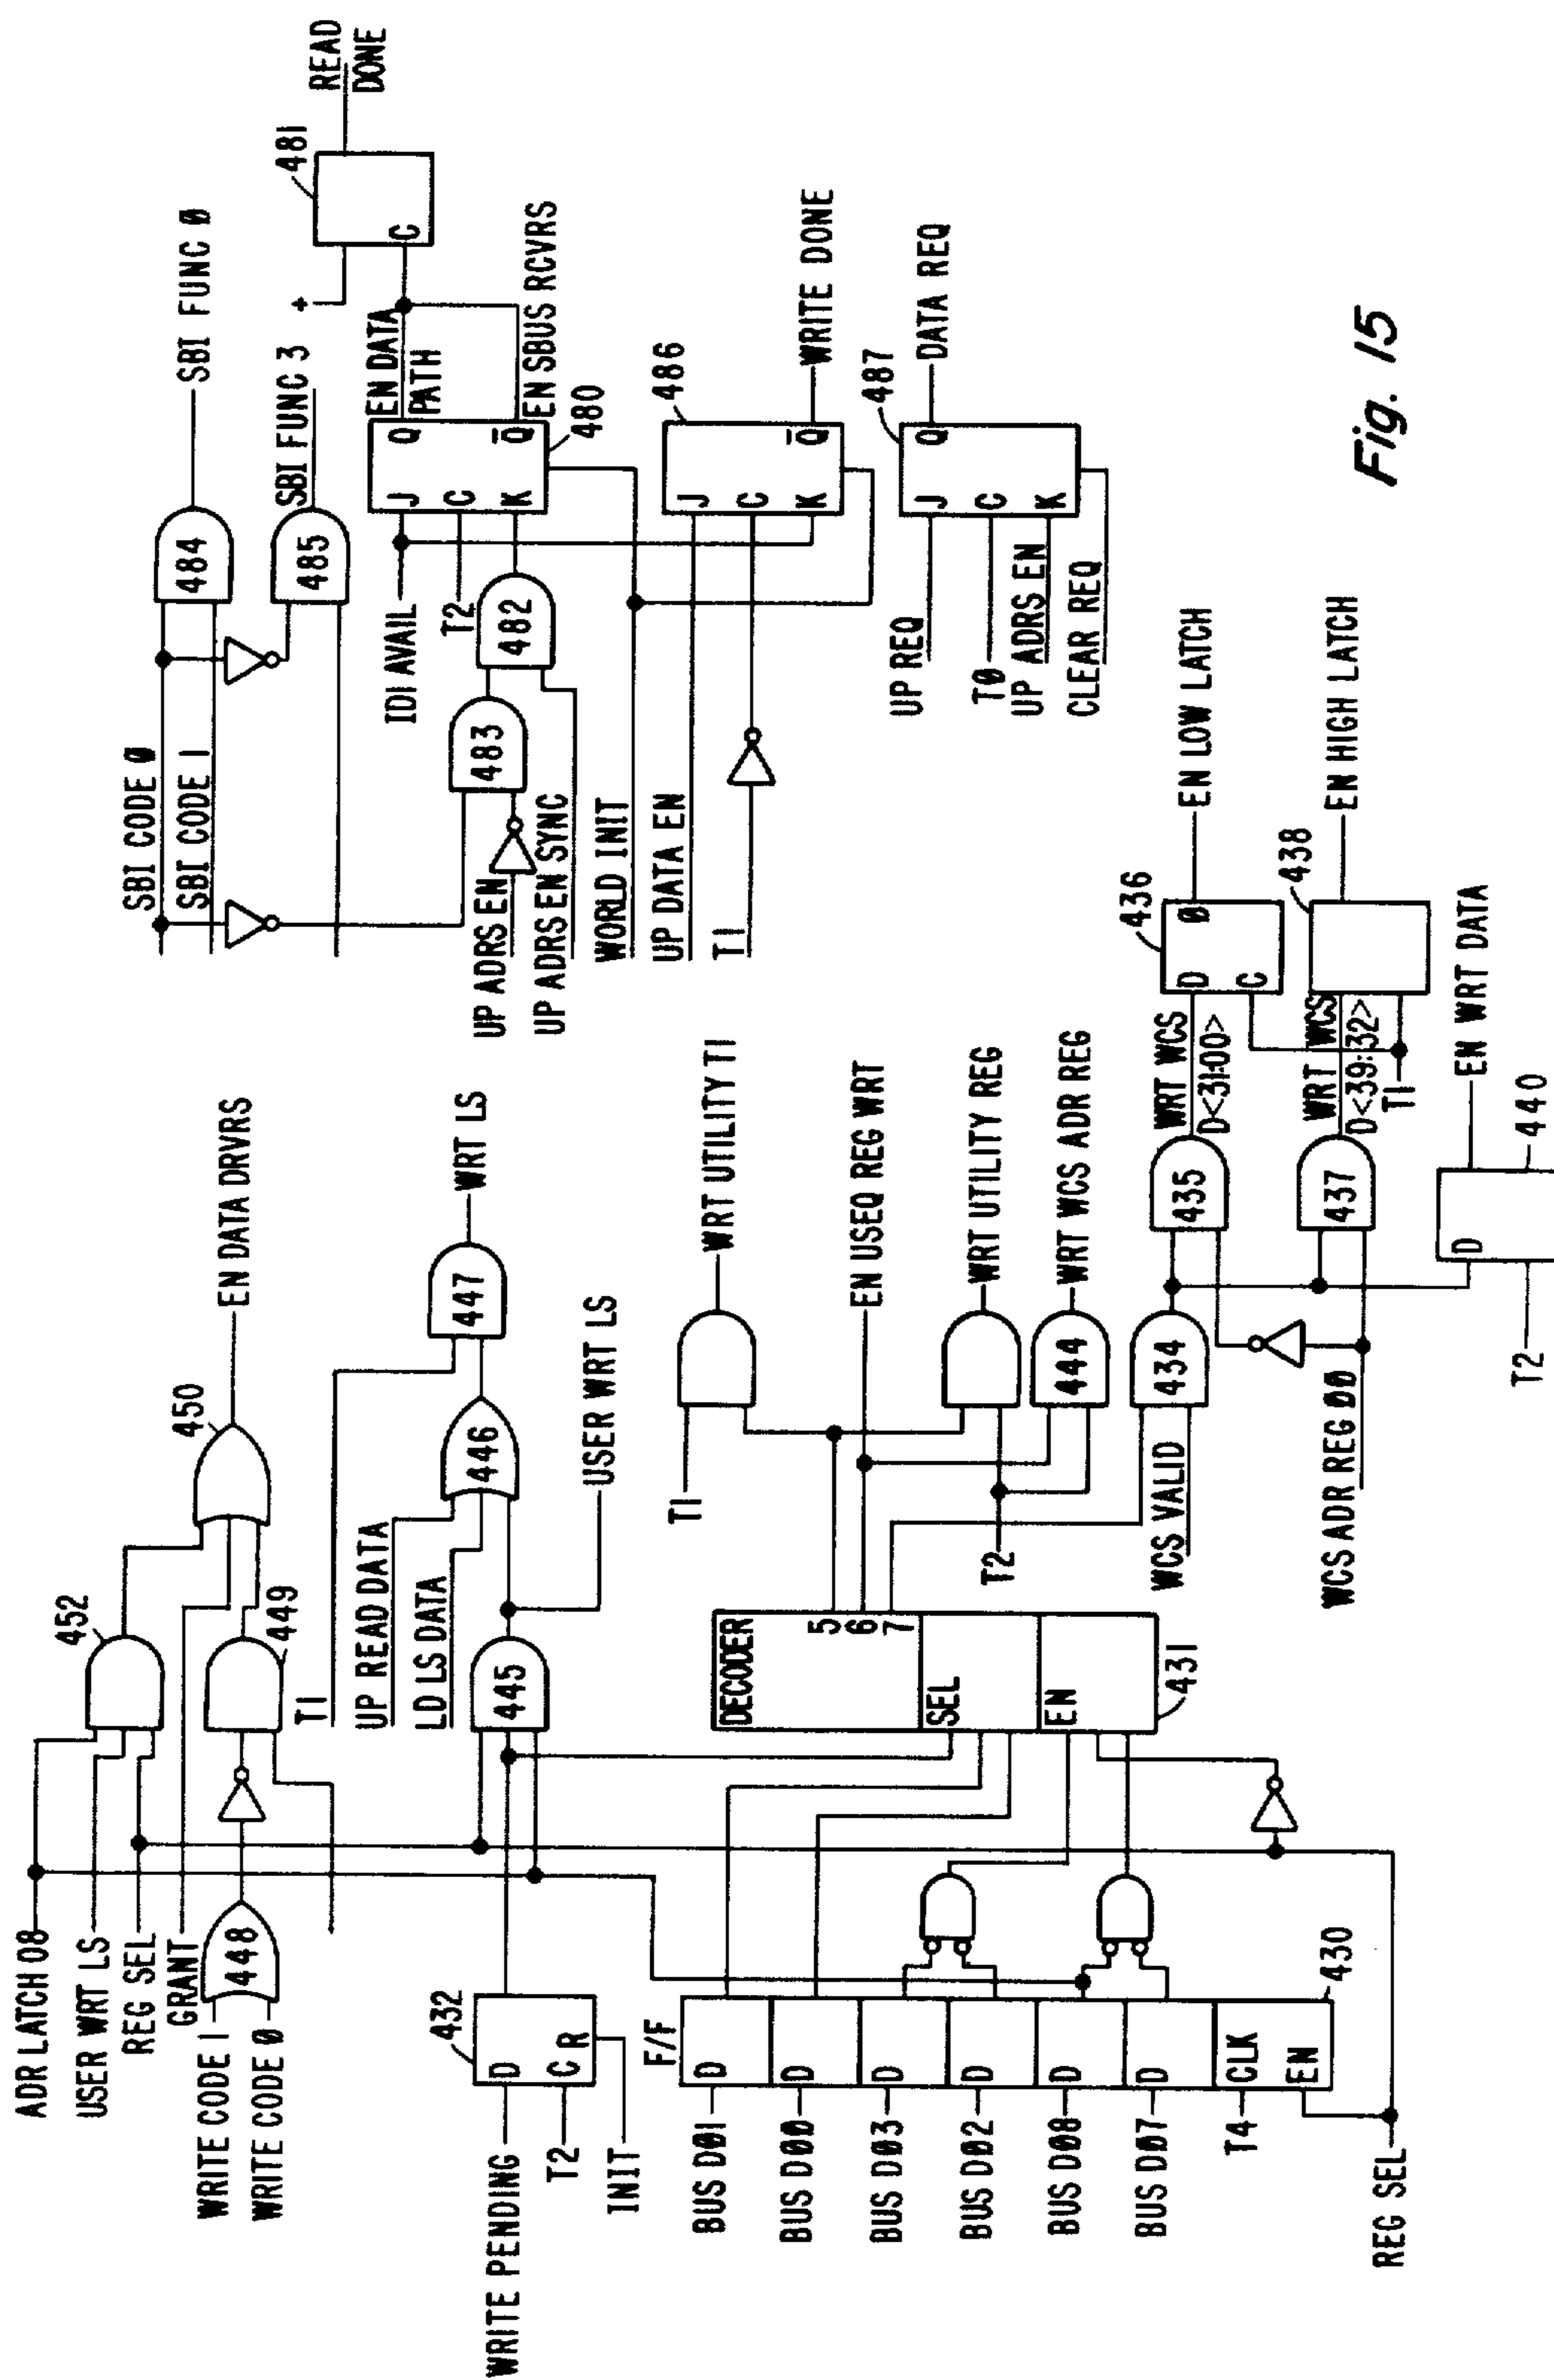 ADR LATCH 08
USER WRT LS
REG SEL
GRANT
WRITE CODE 1
WRITE CODE 0
448
452
449
450
EN DATA DRVRS
T1
UP READ DATA
LD LS DATA
445
446
447
WRT LS
USER WRT LS
WRITE PENDING
T2
INIT
D
C
R
432
F/F
BUS D01
BUS D00
BUS D03
BUS D02
BUS D08
BUS D07
T4
REG SEL
D
D
D
D
D
D
CLK
EN
430
DECODER
5
6
7
SEL
EN
431
T1
WRT UTILITY T1
EN USEQ REG WRT
T2
WRT UTILITY REG
444
WRT WCS ADR REG
WCS VALID
434
WCS ADR REG 00
435
WRT WCS
D<31:00>
437
WRT WCS
D<39:32>
T1
436
D
C
0
EN LOW LATCH
438
EN HIGH LATCH
T2
D
440
EN WRT DATA
SBI CODE 0
SBI CODE 1
484
SBI FUNC 0
485
SBI FUNC 3
UP ADRS EN
UP ADRS EN SYNC
483
482
IDI AVAIL
T2
J
C
K
Q
Q
480
EN DATA
PATH
EN SBUS RCVRS
+
C
481
READ
DONE
WORLD INIT
UP DATA EN
T1
J
C
K
Q
486
WRITE DONE
UP REQ
T0
UP ADRS EN
CLEAR REQ
J
C
K
Q
487
DATA REQ
Fig. 15